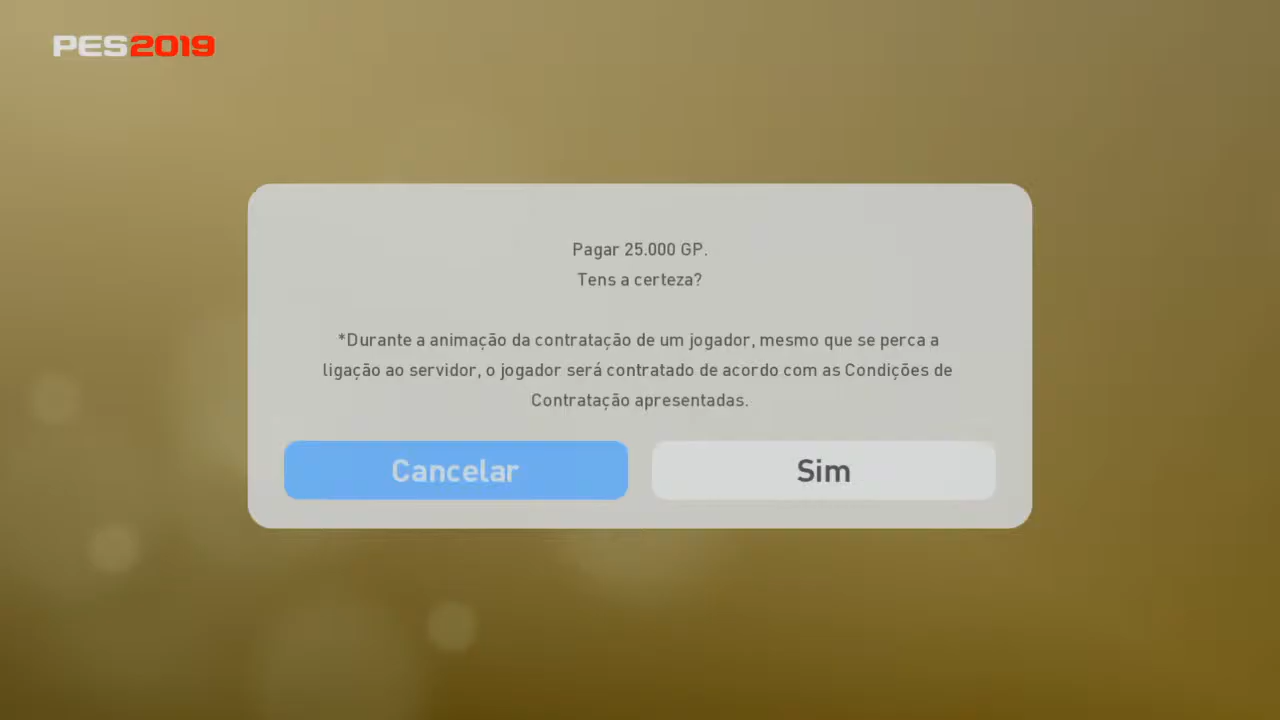 PES2019
Pagar 25.000 GP.
Tens a certeza?
*Durante a animação da contratação de um jogador, mesmo que se perca a
ligação ao servidor, o jogador será contratado de acordo com as Condições de
Contratação apresentadas.
Cancelar
Sim